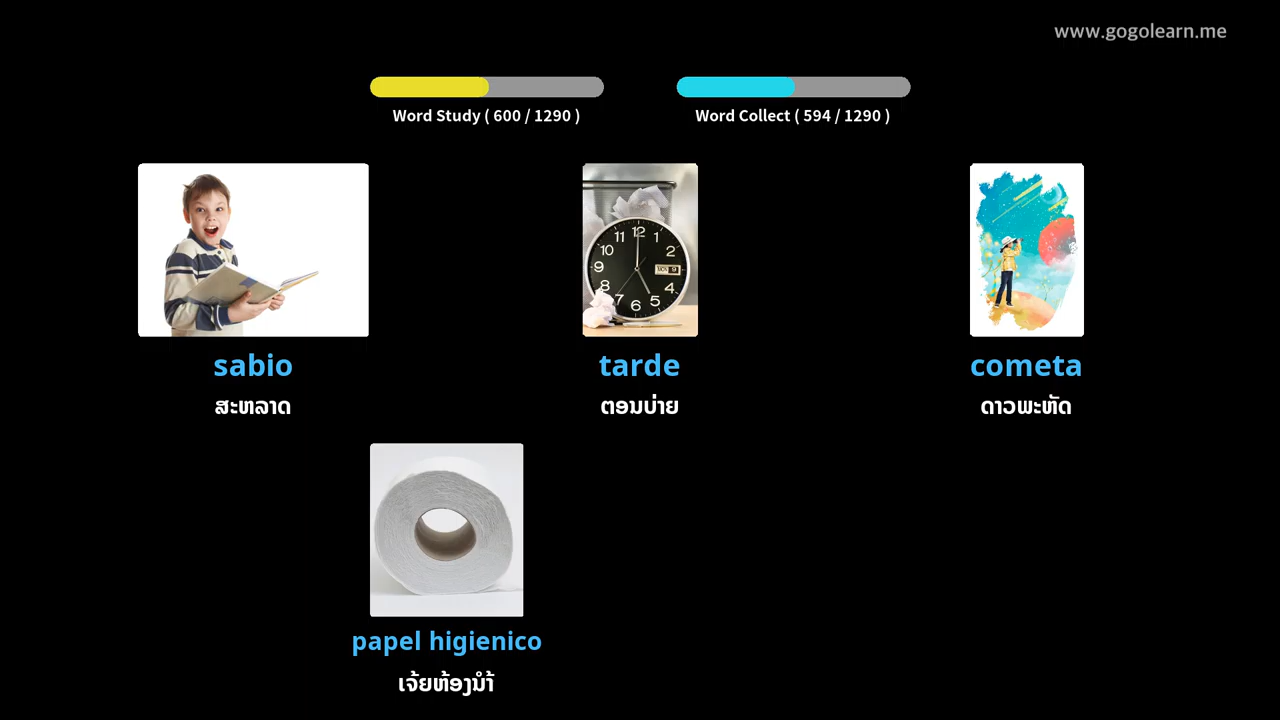 www.gogolearn.me
Word Study ( 600 / 1290 )
Word Collect ( 594 / 1290 )
sabio
ສະຫລາດ
tarde
ຕອນບ່າຍ
cometa
ດາວພະຫັດ
papel higienico
ເຈ້ຍຫ້ອງນ້ຳ